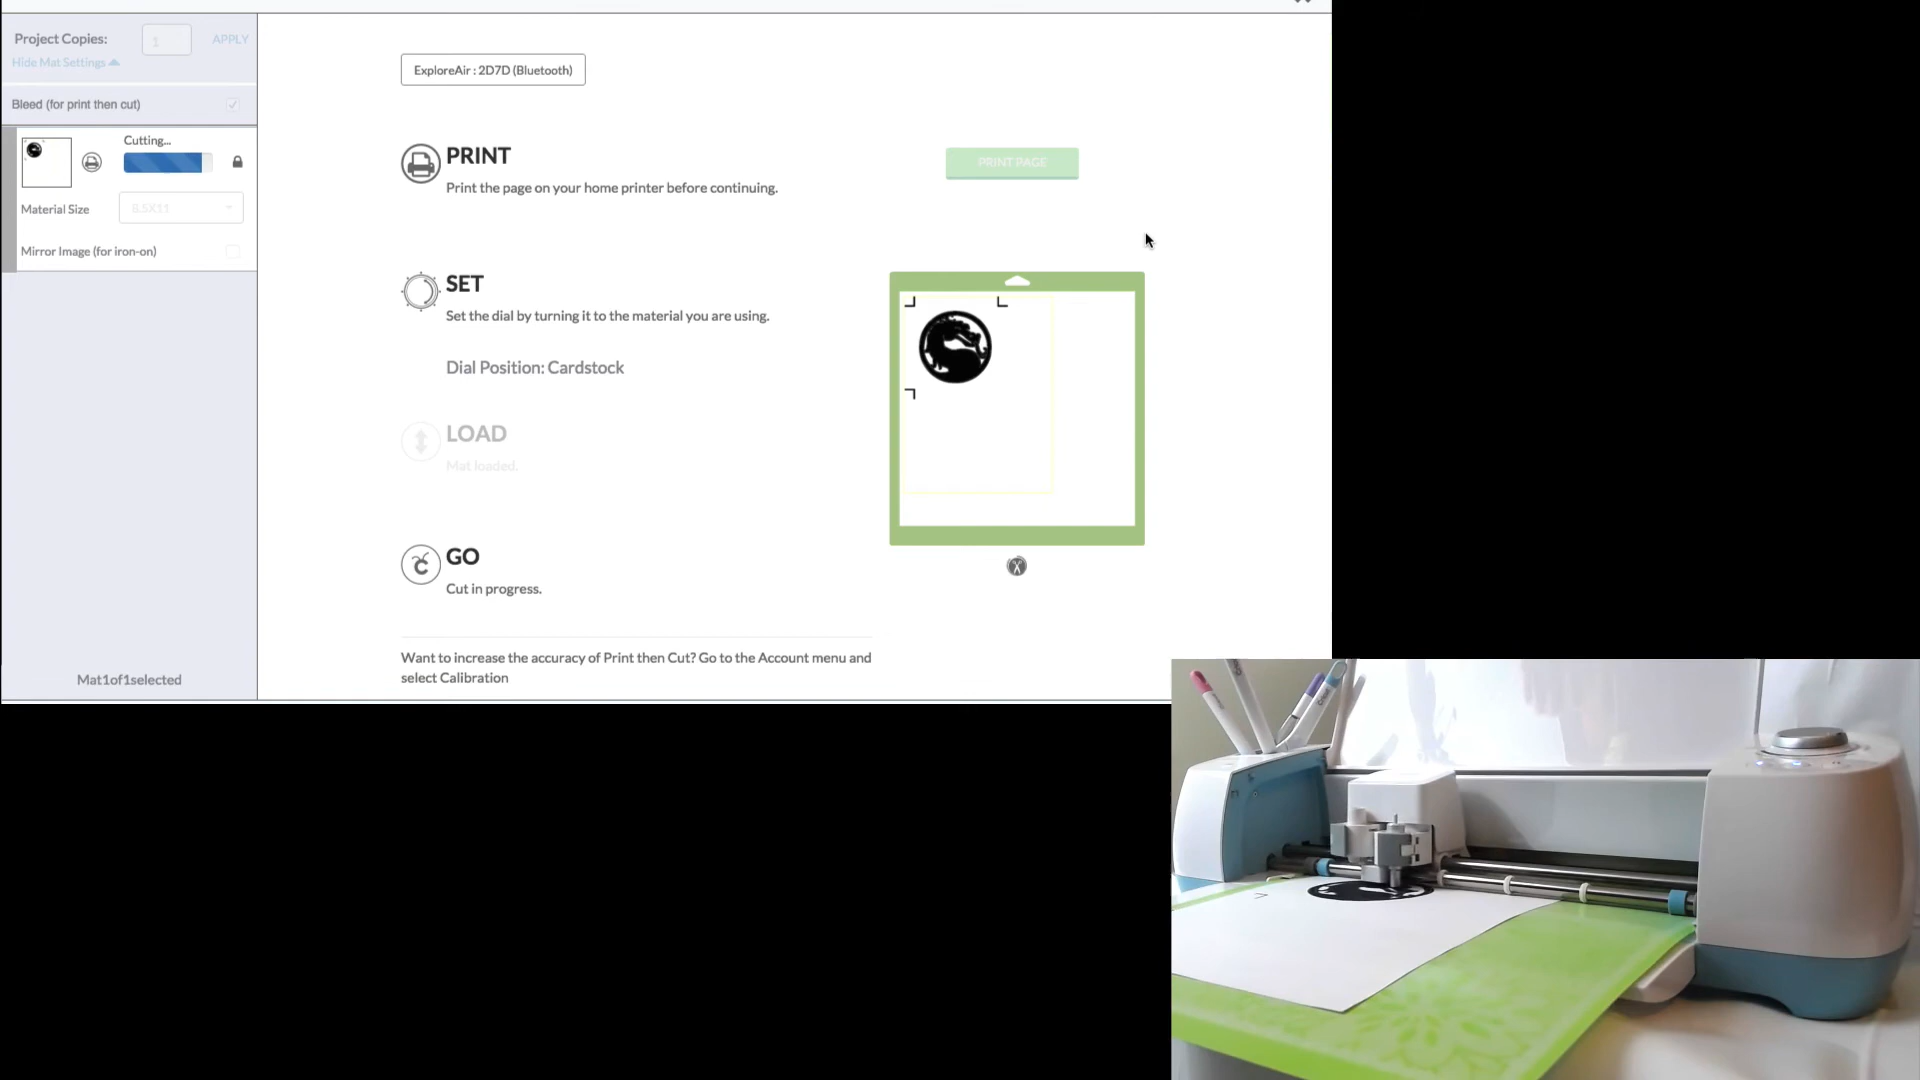 Project Copies:
1
APPLY
Hide Mat Settings
Bleed (for print then cut)
Cutting...
Material Size
8.5X11
Mirror Image (for iron-on)
Mat1of1selected
ExploreAir : 2D7D (Bluetooth)
PRINT
Print the page on your home printer before continuing.
PRINT PAGE
SET
Set the dial by turning it to the material you are using.
Dial Position: Cardstock
LOAD
Mat loaded.
GO
Cut in progress.
Want to increase the accuracy of Print then Cut? Go to the Account menu and
select Calibration